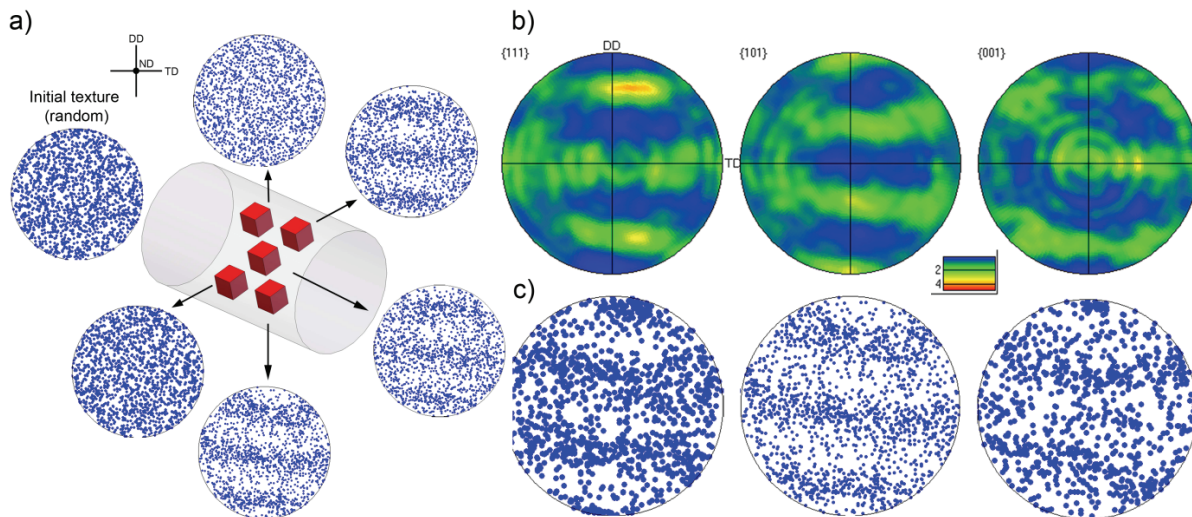 a)
DD
ND
TD
Initial texture
(random)
b)
{111}
DD
TD
{101}
{001}
2
4
c)